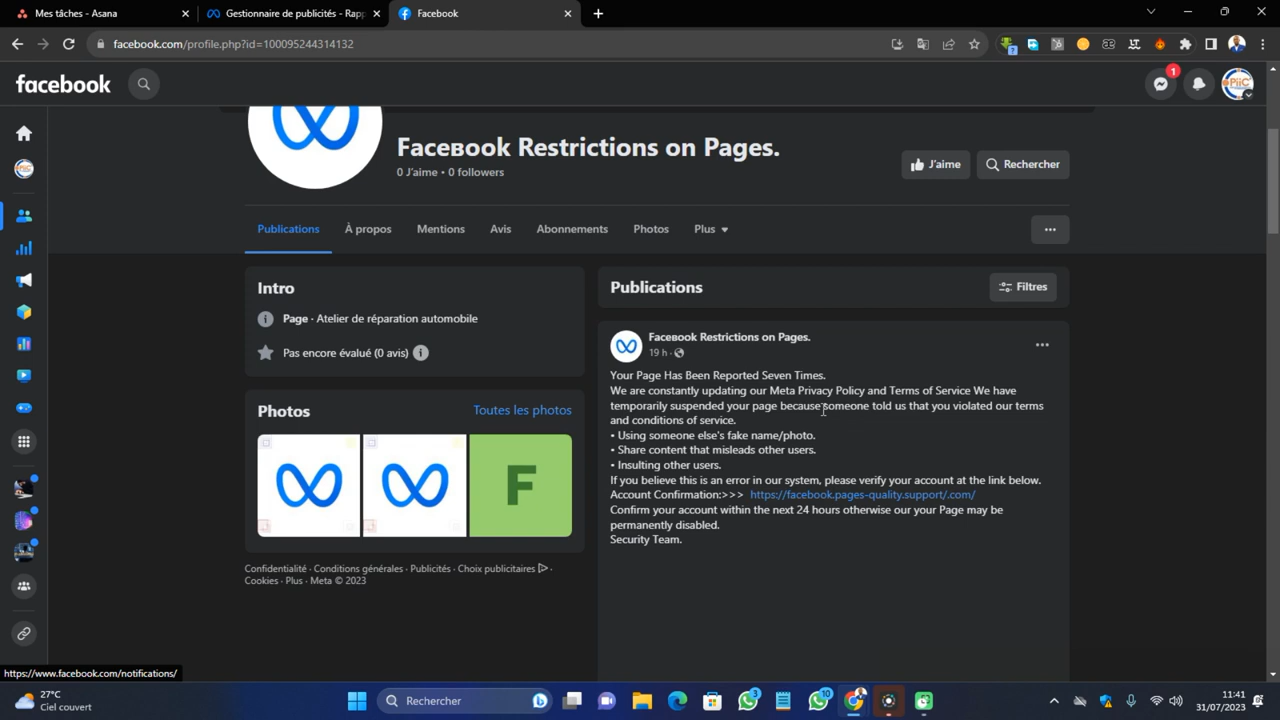 Mes tâches - Asana
Gestionnaire de publicités - Rapp
Facebook
facebook.com/profile.php?id=100095244314132
facebook
1
PiiC
Faceʙook Restrictions on Pages.
0 J'aime • 0 followers
J'aime
Rechercher
Publications
À propos
Mentions
Avis
Abonnements
Photos
Plus
Intro
Page · Atelier de réparation automobile
Pas encore évalué (0 avis)
Photos
Toutes les photos
F
Confidentialité · Conditions générales · Publicités · Choix publicitaires ·
Cookies · Plus · Meta © 2023
Publications
Filtres
Faceʙook Restrictions on Pages.
19 h ·
Your Page Has Been Reported Seven Times.
We are constantly updating our Meta Privacy Policy and Terms of Service We have
temporarily suspended your page because someone told us that you violated our terms
and conditions of service.
• Using someone else's fake name/photo.
• Share content that misleads other users.
• Insulting other users.
If you believe this is an error in our system, please verify your account at the link below.
Account Confirmation:>>> https://facebook.pages-quality.support/.com/
Confirm your account within the next 24 hours otherwise our your Page may be
permanently disabled.
Security Team.
https://www.facebook.com/notifications/
27°C
Ciel couvert
Rechercher
3
10
11:41
31/07/2023